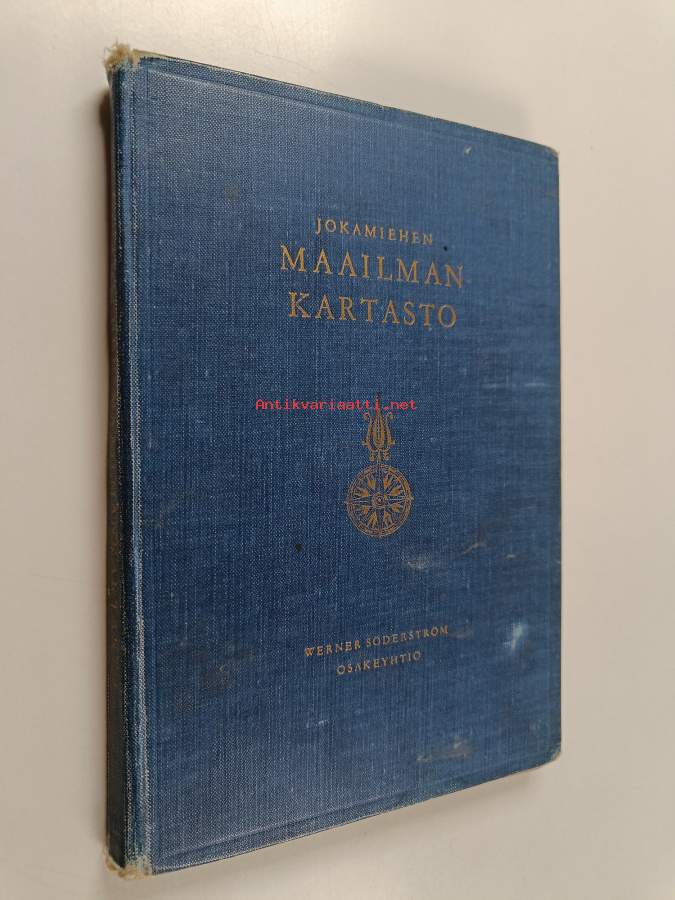 JOKAMIEHEN
MAAILMAN
KARTASTO
Antikvariaatti.net
WERNER SÖDERSTRÖM
OSAKEYHTIÖ